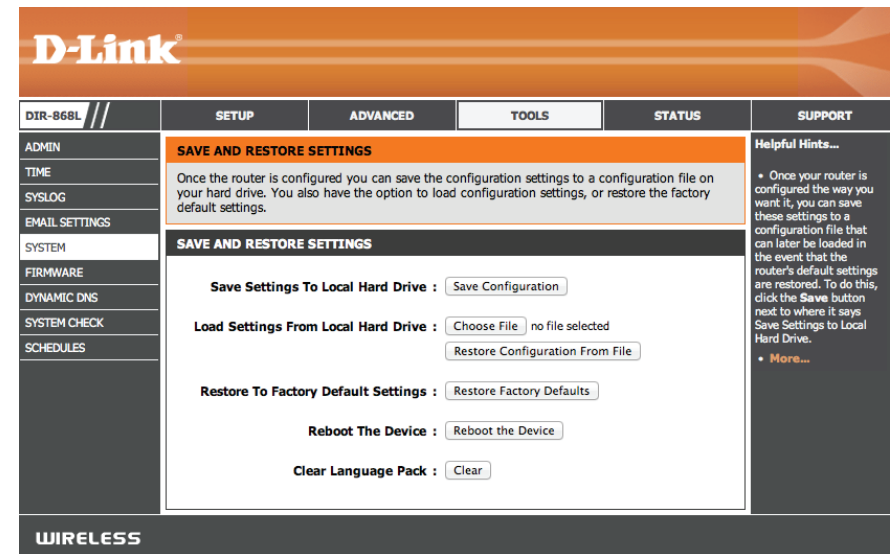 D-Link®
DIR-868L // SETUP ADVANCED TOOLS STATUS SUPPORT
ADMIN
TIME
SYSLOG
EMAIL SETTINGS
SYSTEM
FIRMWARE
DYNAMIC DNS
SYSTEM CHECK
SCHEDULES
SAVE AND RESTORE SETTINGS
Once the router is configured you can save the configuration settings to a configuration file on
your hard drive. You also have the option to load configuration settings, or restore the factory
default settings.
SAVE AND RESTORE SETTINGS
Save Settings To Local Hard Drive : Save Configuration
Load Settings From Local Hard Drive : Choose File no file selected
Restore Configuration From File
Restore To Factory Default Settings : Restore Factory Defaults
Reboot The Device : Reboot the Device
Clear Language Pack : Clear
Helpful Hints...
• Once your router is
configured the way you
want it, you can save
these settings to a
configuration file that
can later be loaded in
the event that the
router's default settings
are restored. To do this,
click the Save button
next to where it says
Save Settings to Local
Hard Drive.
• More...
WIRELESS